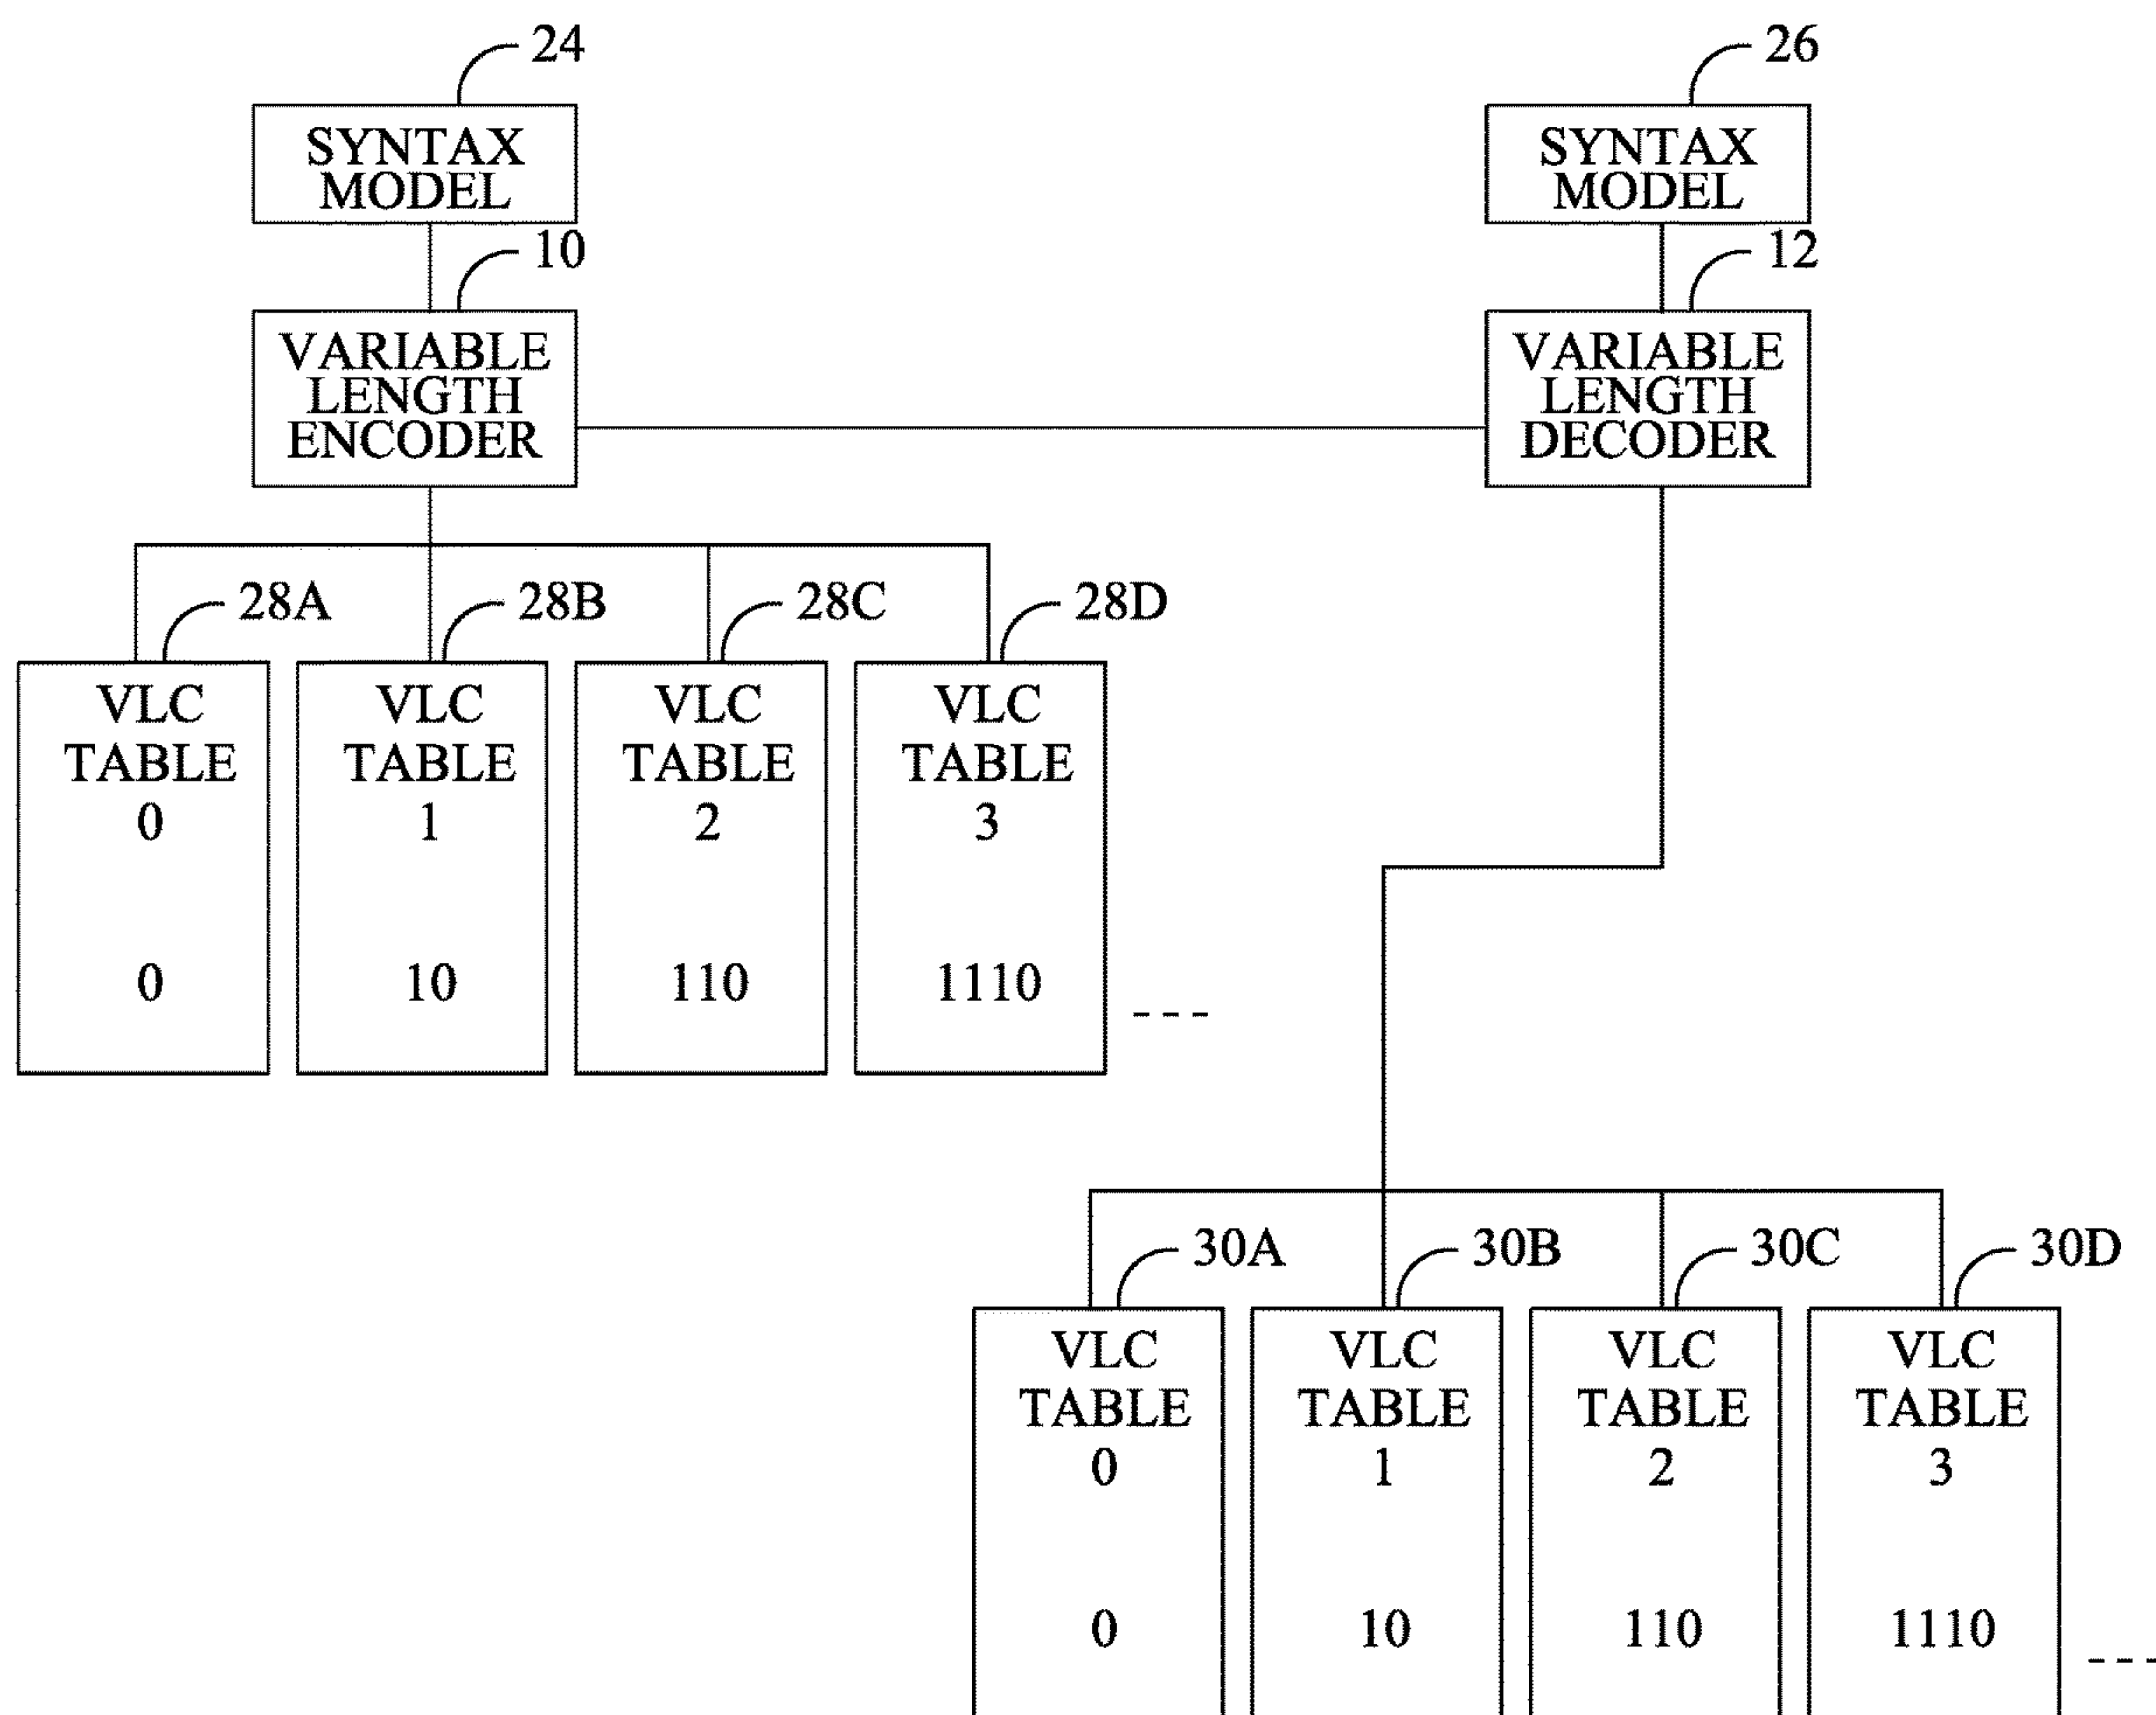 24
26
SYNTAX
MODEL
SYNTAX
MODEL
10
12
VARIABLE
LENGTH
ENCODER
VARIABLE
LENGTH
DECODER
28A
28B
28C
28D
VLC
TABLE
0
0
VLC
TABLE
1
10
VLC
TABLE
2
110
VLC
TABLE
3
1110
---
30A
30B
30C
30D
VLC
TABLE
0
0
VLC
TABLE
1
10
VLC
TABLE
2
110
VLC
TABLE
3
1110
---